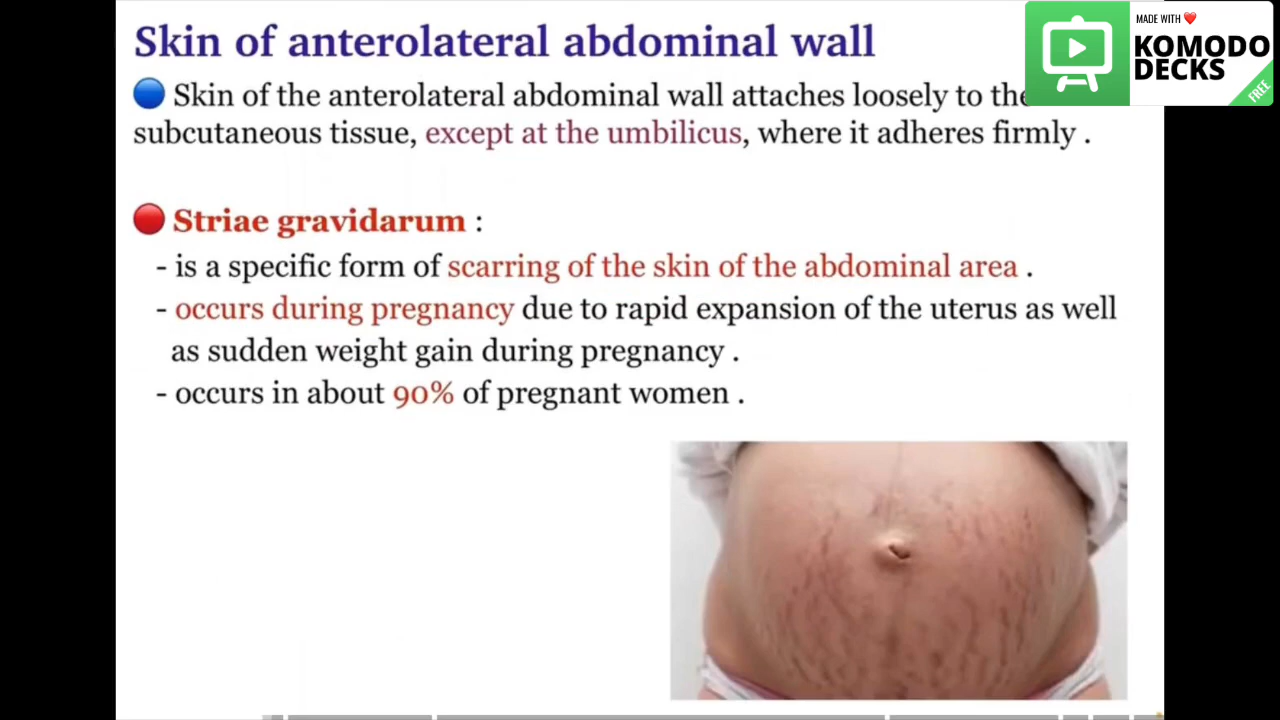 Skin of anterolateral abdominal wall
MADE WITH ❤️
KOMODO
DECKS
FREE
🔵 Skin of the anterolateral abdominal wall attaches loosely to the
subcutaneous tissue, except at the umbilicus, where it adheres firmly .
🔴 Striae gravidarum :
- is a specific form of scarring of the skin of the abdominal area .
- occurs during pregnancy due to rapid expansion of the uterus as well
as sudden weight gain during pregnancy .
- occurs in about 90% of pregnant women .